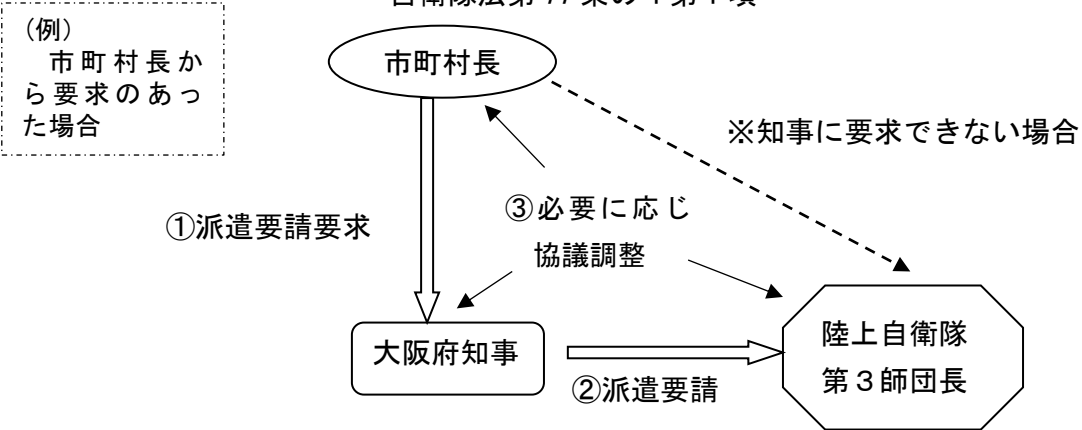 (例)
市町村長か
ら要求のあっ
た場合
市町村長
※知事に要求できない場合
①派遣要請要求
③必要に応じ
協議調整
大阪府知事
②派遣要請
陸上自衛隊
第3師団長